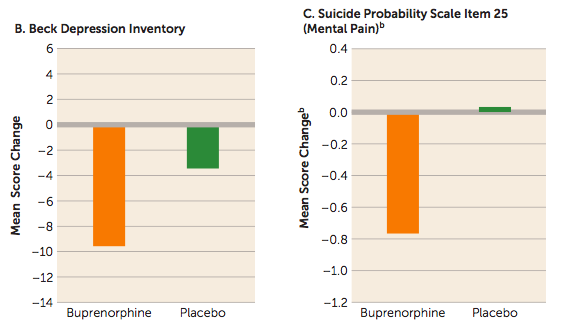 B. Beck Depression Inventory
Mean Score Change
6
4
2
0
−2
−4
−6
−8
−10
−12
−14
Buprenorphine Placebo
C. Suicide Probability Scale Item 25
(Mental Pain)ᵇ
Mean Score Changeᵇ
0.4
0.2
0.0
−0.2
−0.4
−0.6
−0.8
−1.0
−1.2
Buprenorphine Placebo